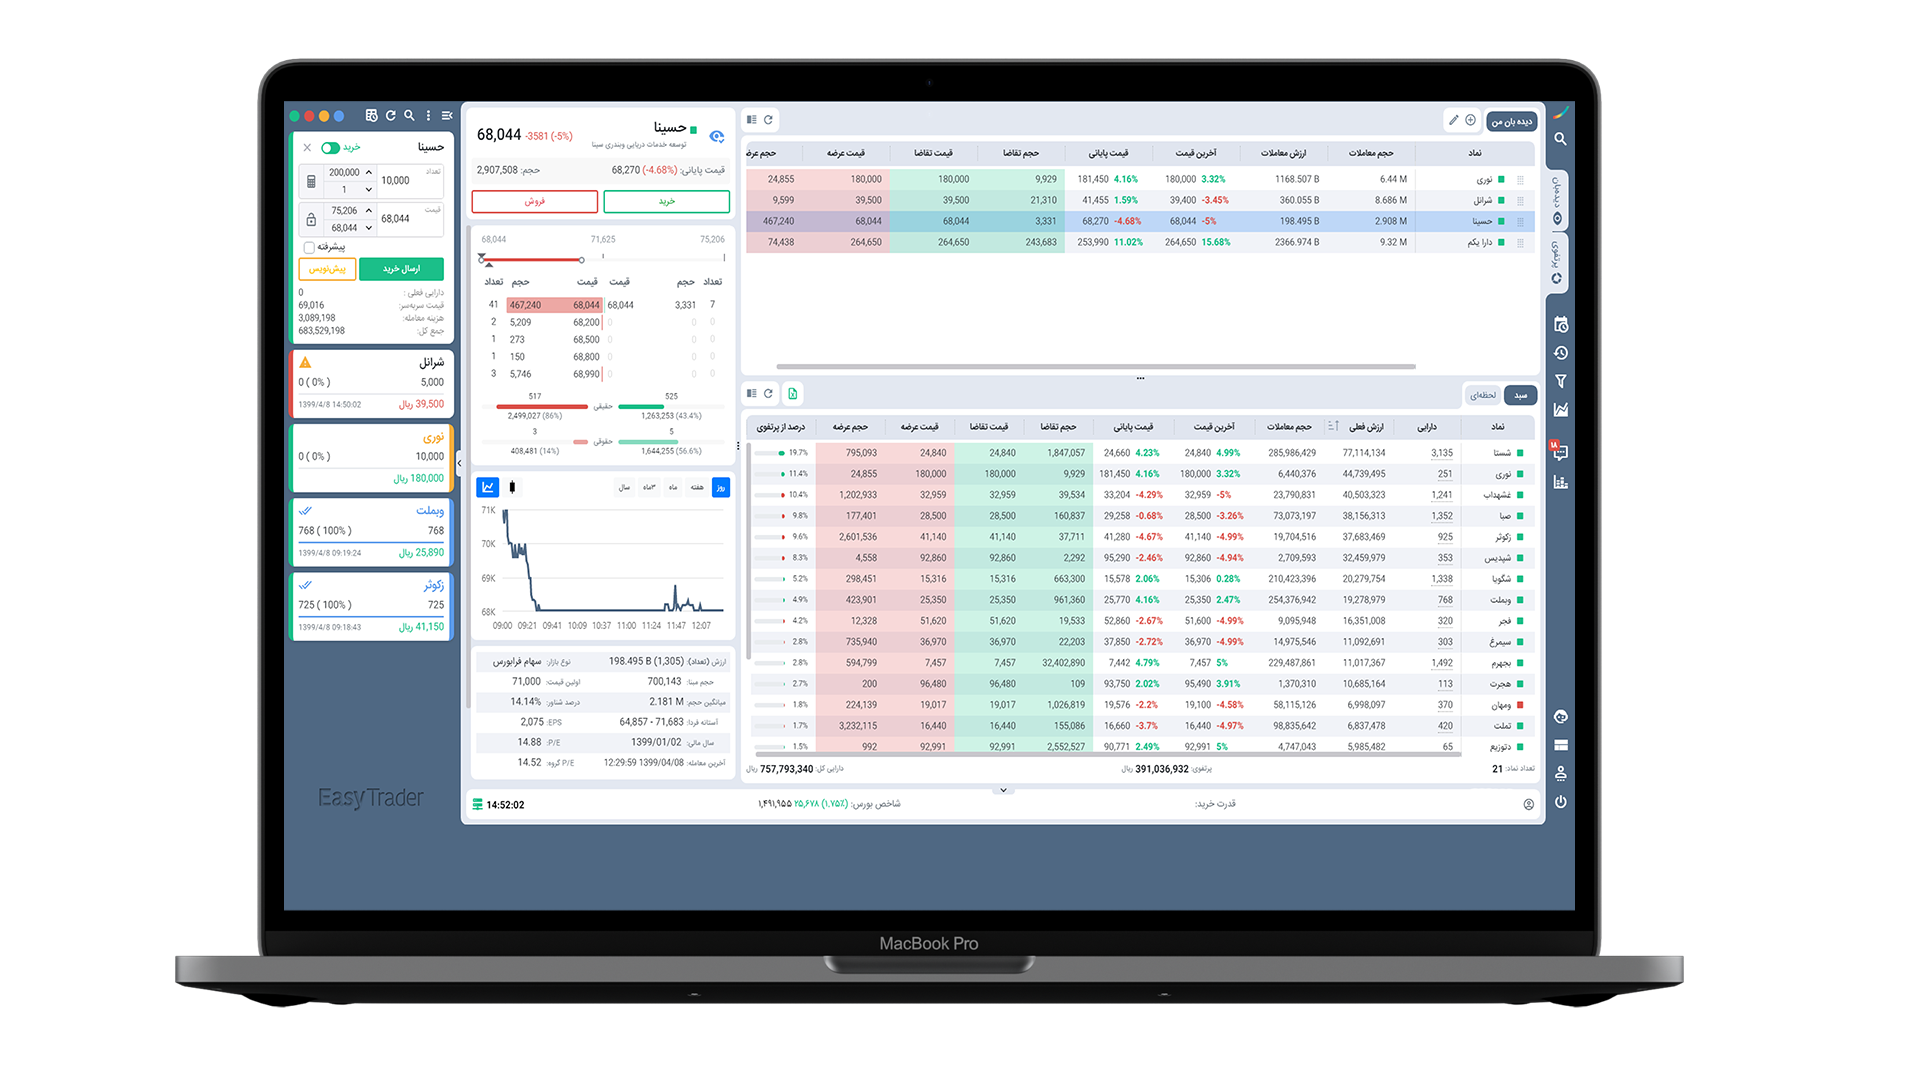 حسینا
خرید
تعداد
10,000
200,000
1
قیمت
68,044
75,206
68,044
پیشرفته
ارسال خرید
پیش‌نویس
دارایی فعلی : 0
قیمت سربه‌سر: 69,016
هزینه معامله: 3,089,198
جمع کل: 683,529,198
شرانل
5,000 0 ( 0% )
39,500 ریال 1399/4/8 14:50:02
نوری
10,000 0 ( 0% )
180,000 ریال
وبملت
768 768 ( 100% )
25,890 ریال 1399/4/8 09:19:24
زکوثر
725 725 ( 100% )
41,150 ریال 1399/4/8 09:18:43
EasyTrader
حسینا
توسعه خدمات دریایی وبندری سینا
68,044 -3581 (-5%)
قیمت پایانی: 68,270 (-4.68%) حجم: 2,907,508
خرید فروش
68,044 71,625 75,206
تعداد حجم قیمت قیمت حجم تعداد
7 3,331 68,044 68,044 467,240 41
0 0 0 68,200 5,209 2
0 0 0 68,500 273 1
0 0 0 68,800 150 1
0 0 0 68,990 5,746 3
525 حقیقی 517
1,263,253 (43.4%) 2,499,027 (86%)
5 حقوقی 3
1,644,255 (56.6%) 408,481 (14%)
روز هفته ماه ۳ماه سال
71K
70K
69K
68K
09:00 09:21 09:41 10:09 10:37 11:00 11:24 11:47 12:07
ارزش (تعداد): 198.495 B (1,305) نوع بازار: سهام فرابورس
حجم مبنا: 700,143 اولین قیمت: 71,000
میانگین حجم: 2.181 M درصد شناور: 14.14%
آستانه فردا: 64,857 - 71,683 EPS: 2,075
سال مالی: 1399/01/02 P/E: 14.88
آخرین معامله: 1399/04/08 12:29:59 P/E گروه: 14.52
دیده بان من
نماد حجم معاملات ارزش معاملات آخرین قیمت قیمت پایانی حجم تقاضا قیمت تقاضا قیمت عرضه حجم عرضه
نوری 6.44 M 1168.507 B 180,000 3.32% 181,450 4.16% 9,929 180,000 180,000 24,855
شرانل 8.686 M 360.055 B 39,400 -3.45% 41,455 1.59% 21,310 39,500 39,500 9,599
حسینا 2.908 M 198.495 B 68,044 -5% 68,270 -4.68% 3,331 68,044 68,044 467,240
دارا یکم 9.32 M 2366.974 B 264,650 15.68% 253,990 11.02% 243,683 264,650 264,650 74,438
سبد لحظه‌ای
نماد دارایی ارزش فعلی حجم معاملات آخرین قیمت قیمت پایانی حجم تقاضا قیمت تقاضا قیمت عرضه حجم عرضه درصد از پرتفوی
شستا 3,135 77,114,134 285,986,429 24,840 4.99% 24,660 4.23% 1,847,057 24,840 24,840 795,093 19.7%
نوری 251 44,739,495 6,440,376 180,000 3.32% 181,450 4.16% 9,929 180,000 180,000 24,855 11.4%
غشهداب 1,241 40,503,323 23,790,831 32,959 -5% 33,204 -4.29% 39,534 32,959 32,959 1,202,933 10.4%
صبا 1,352 38,156,313 73,073,197 28,500 -3.26% 29,258 -0.68% 160,837 28,500 28,500 177,401 9.8%
زکوثر 925 37,683,469 19,704,516 41,140 -4.99% 41,280 -4.67% 37,711 41,140 41,140 2,601,536 9.6%
شپدیس 353 32,459,979 2,709,593 92,860 -4.94% 95,290 -2.46% 2,292 92,860 92,860 4,558 8.3%
شگویا 1,338 20,279,754 210,423,396 15,306 0.28% 15,578 2.06% 663,300 15,316 15,316 298,451 5.2%
وبملت 768 19,278,979 254,376,942 25,350 2.47% 25,770 4.16% 961,360 25,350 25,350 423,901 4.9%
فجر 320 16,351,008 9,095,948 51,600 -4.99% 52,860 -2.67% 19,533 51,620 51,620 12,328 4.2%
سیمرغ 303 11,092,691 14,975,546 36,970 -4.99% 37,850 -2.72% 22,203 36,970 36,970 735,940 2.8%
بجهرم 1,492 11,017,367 229,487,861 7,457 5% 7,442 4.79% 32,402,890 7,457 7,457 594,799 2.8%
هجرت 113 10,685,164 1,370,310 95,490 3.91% 93,750 2.02% 109 96,480 96,480 200 2.7%
ومهان 370 6,998,097 58,115,126 19,100 -4.58% 19,576 -2.2% 1,026,819 19,017 19,017 224,139 1.8%
ثملت 420 6,837,478 98,835,642 16,440 -4.97% 16,660 -3.7% 155,086 16,440 16,440 3,232,115 1.7%
دتوزیع 65 5,985,482 4,747,043 92,991 5% 90,771 2.49% 2,552,527 92,991 92,991 992 1.5%
تعداد نماد: 21 پرتفوی: 391,036,932 ریال دارایی کل: 757,793,340 ریال
قدرت خرید: شاخص بورس: ۱,۴۹۱,۹۵۵ ۲۵,۶۷۸ (۱,۷۵٪) 14:52:02
دیده‌بان
پرتفوی
۱۸
MacBook Pro